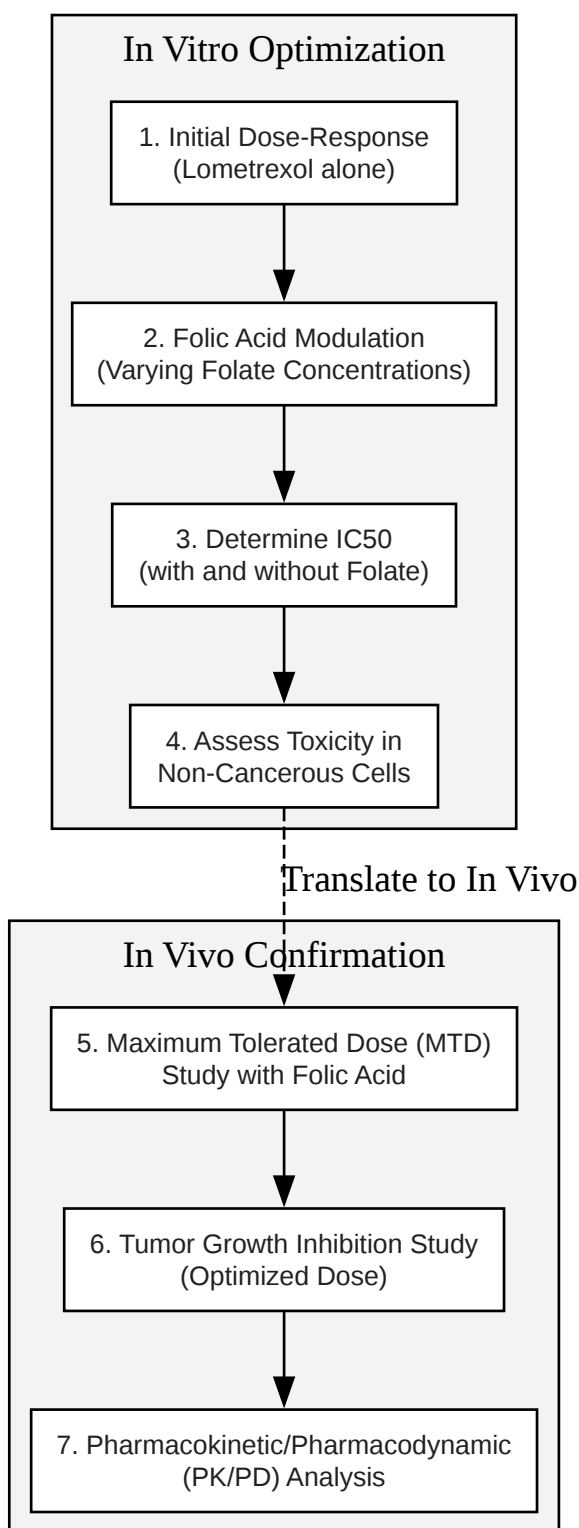 In Vitro Optimization
1. Initial Dose-Response
(Lometrexol alone)
2. Folic Acid Modulation
(Varying Folate Concentrations)
3. Determine IC50
(with and without Folate)
4. Assess Toxicity in
Non-Cancerous Cells
Translate to In Vivo
In Vivo Confirmation
5. Maximum Tolerated Dose (MTD)
Study with Folic Acid
6. Tumor Growth Inhibition Study
(Optimized Dose)
7. Pharmacokinetic/Pharmacodynamic
(PK/PD) Analysis